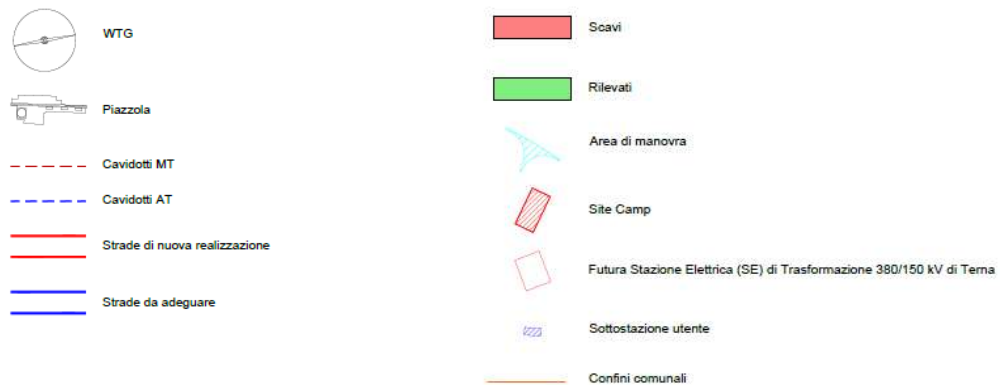 WTG
Piazzola
Cavidotti MT
Cavidotti AT
Strade di nuova realizzazione
Strade da adeguare
Scavi
Rilevati
Area di manovra
Site Camp
Futura Stazione Elettrica (SE) di Trasformazione 380/150 kV di Terna
Sottostazione utente
Confini comunali